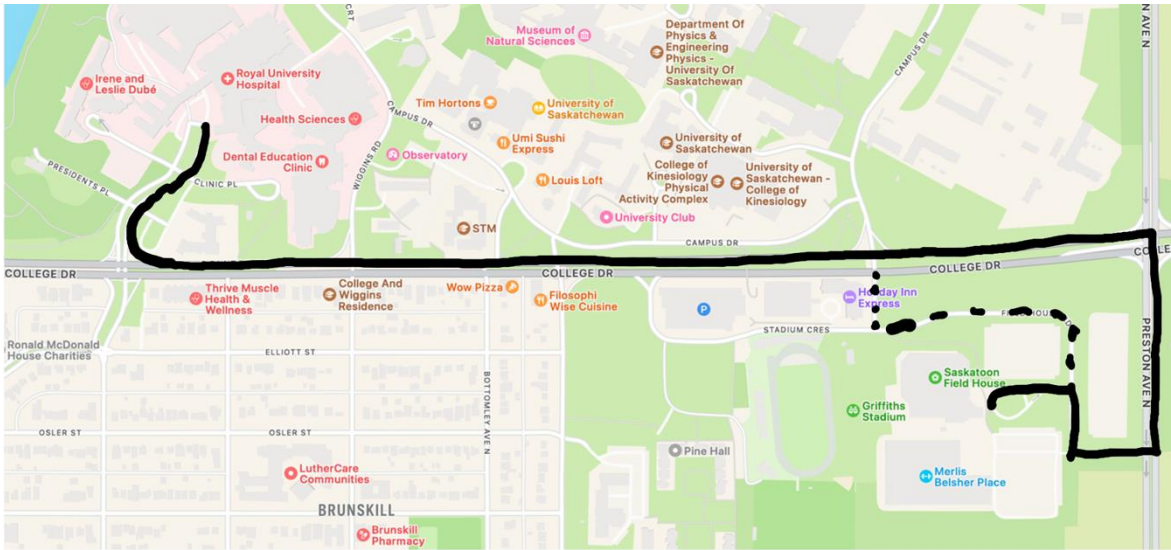 CRT
N AVE N
Museum of
Natural Sciences
Department Of
Physics &
Engineering
Physics -
University Of
Saskatchewan
CAMPUS DR
Irene and
Leslie Dubé
Royal University
Hospital
Health Sciences
Dental Education
Clinic
Tim Hortons
University of
Saskatchewan
CAMPUS DR
Umi Sushi
Express
Observatory
WIGGINS RD
Louis Loft
University of
Saskatchewan
College of
Kinesiology
Physical
Activity Complex
University of
Saskatchewan -
College of
Kinesiology
PRESIDENTS PL
CLINIC PL
University Club
STM
CAMPUS DR
COLLEGE DR
COLLEGE DR
COLLEGE DR
COLLE
Thrive Muscle
Health &
Wellness
College And
Wiggins
Residence
Wow Pizza
Filosophi
Wise Cuisine
P
Express
STADIUM CRES
PRESTON AVE N
Ronald McDonald
House Charities
ELLIOTT ST
BOTTOMLEY AVE N
Saskatoon
Field House
Griffiths
Stadium
OSLER ST
OSLER ST
Pine Hall
LutherCare
Communities
Merlis
Belsher Place
BRUNSKILL
Brunskill
Pharmacy